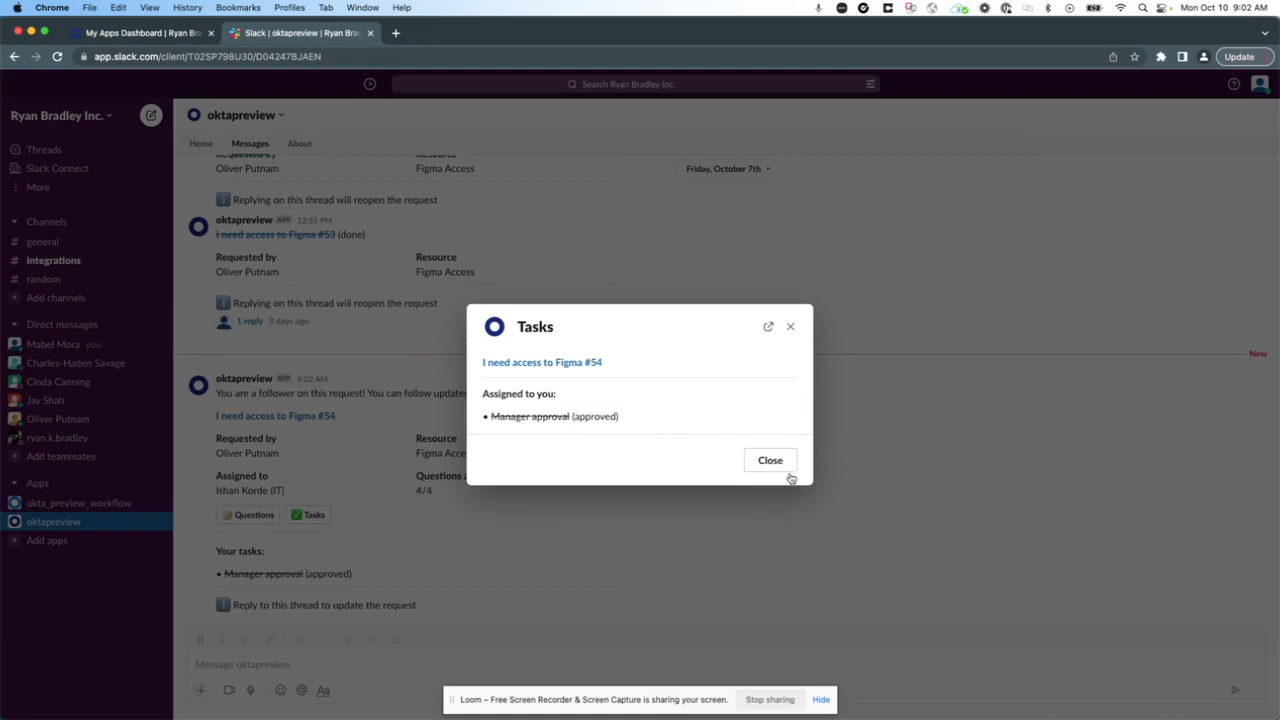 Chrome File Edit View History Bookmarks Profiles Tab Window Help Mon Oct 10 9:02 AM
My Apps Dashboard | Ryan Bra
Slack | oktapreview | Ryan Bra
app.slack.com/client/T02SP798U30/D04247BJAEN
Update
Search Ryan Bradley Inc.
Ryan Bradley Inc.
Threads
Slack Connect
More
Channels
# general
# integrations
# random
Add channels
Direct messages
Mabel Mora you
Charles-Haden Savage
Cinda Canning
Jay Shah
Oliver Putnam
ryan.k.bradley
Add teammates
Apps
okta_preview_workflow
oktapreview
Add apps
oktapreview
Home Messages About
Friday, October 7th
Requested by Resource
Oliver Putnam Figma Access
Replying on this thread will reopen the request
oktapreview APP 12:55 PM
I need access to Figma #53 (done)
Requested by Resource
Oliver Putnam Figma Access
Replying on this thread will reopen the request
1 reply 3 days ago
New
oktapreview APP 9:02 AM
You are a follower on this request! You can follow updates
I need access to Figma #54
Requested by Resource
Oliver Putnam Figma Acce
Assigned to Questions a
Ishan Korde (IT) 4/4
Questions Tasks
Your tasks:
• Manager approval (approved)
Reply to this thread to update the request
Message oktapreview
Tasks
I need access to Figma #54
Assigned to you:
• Manager approval (approved)
Close
Loom – Free Screen Recorder & Screen Capture is sharing your screen. Stop sharing Hide